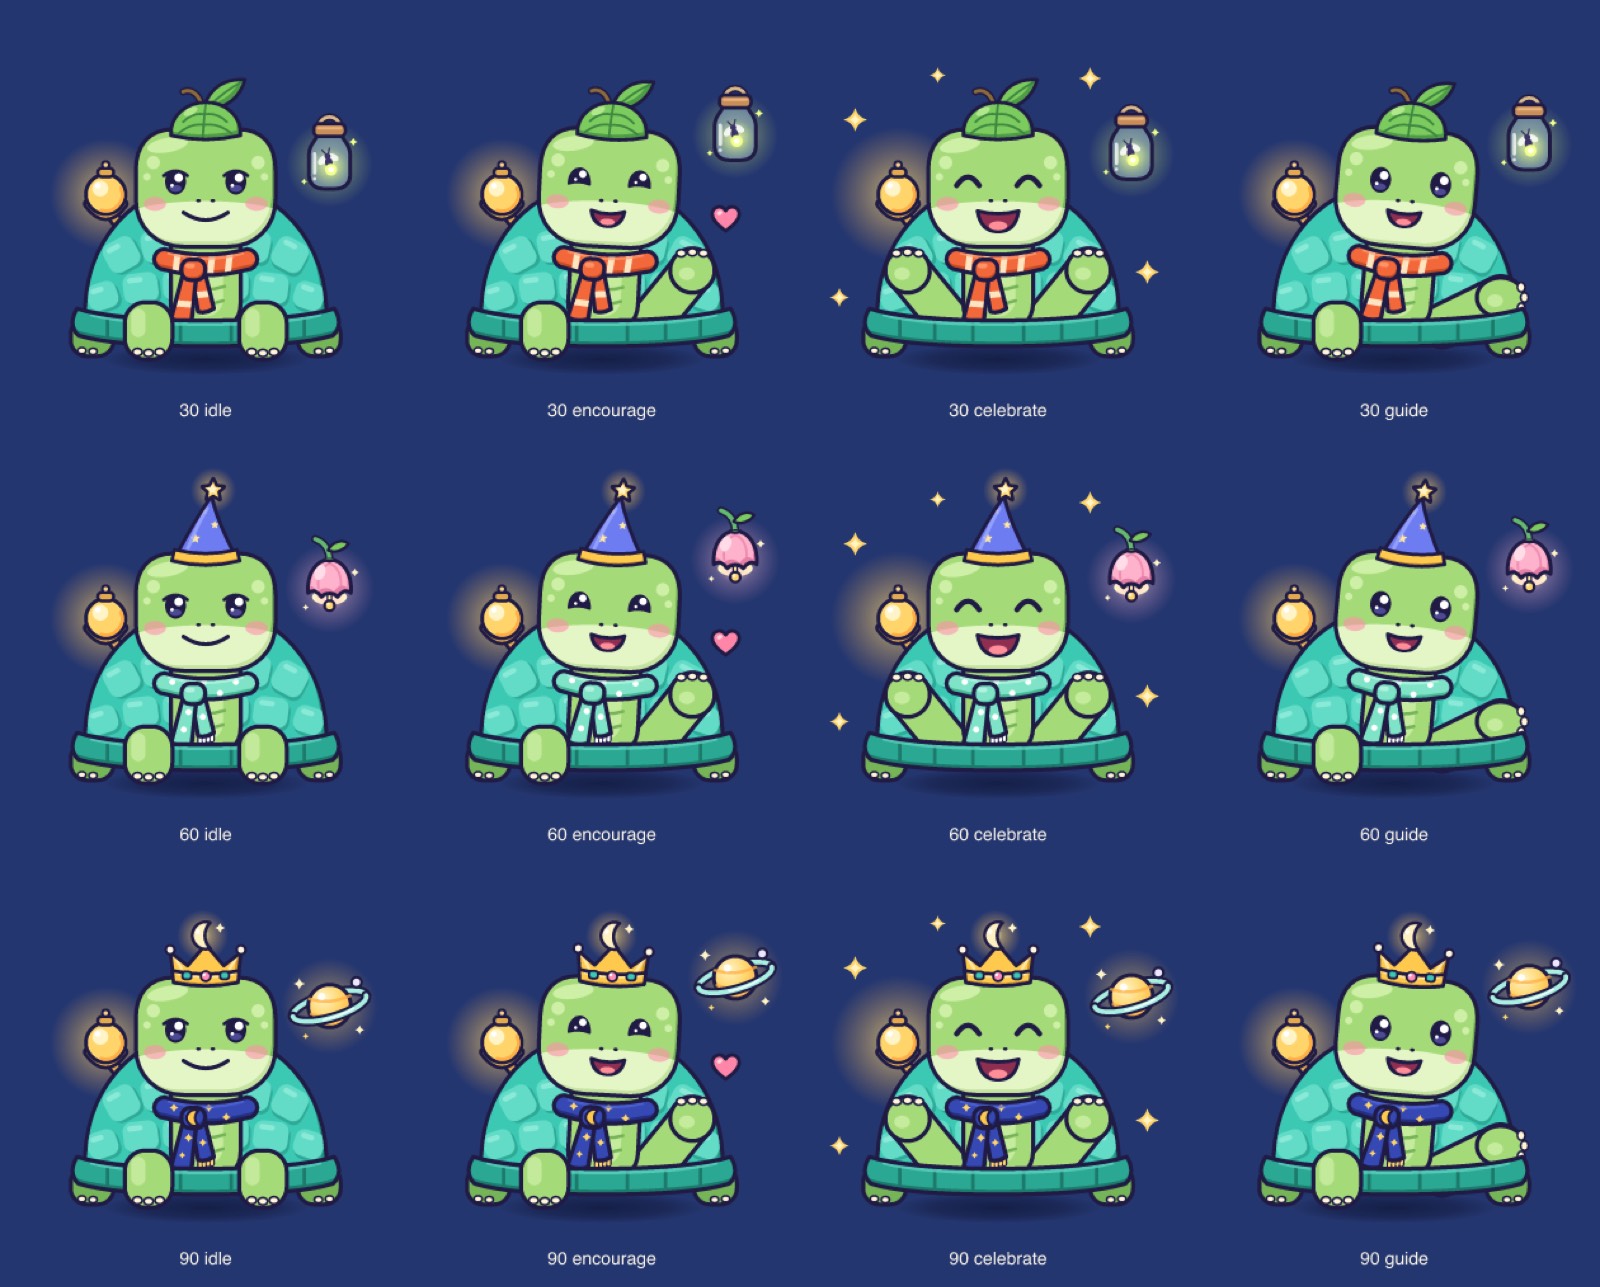 30 idle
30 encourage
30 celebrate
30 guide
60 idle
60 encourage
60 celebrate
60 guide
90 idle
90 encourage
90 celebrate
90 guide